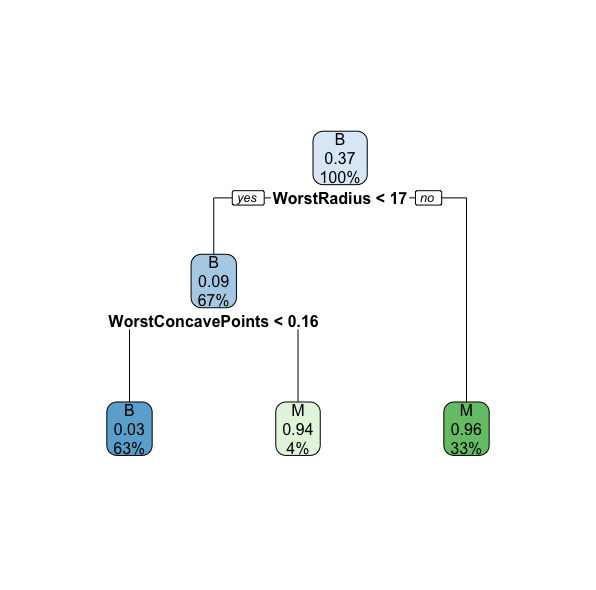 B
0.37
100%
yes WorstRadius < 17 no
B
0.09
67%
WorstConcavePoints < 0.16
B
0.03
63%
M
0.94
4%
M
0.96
33%